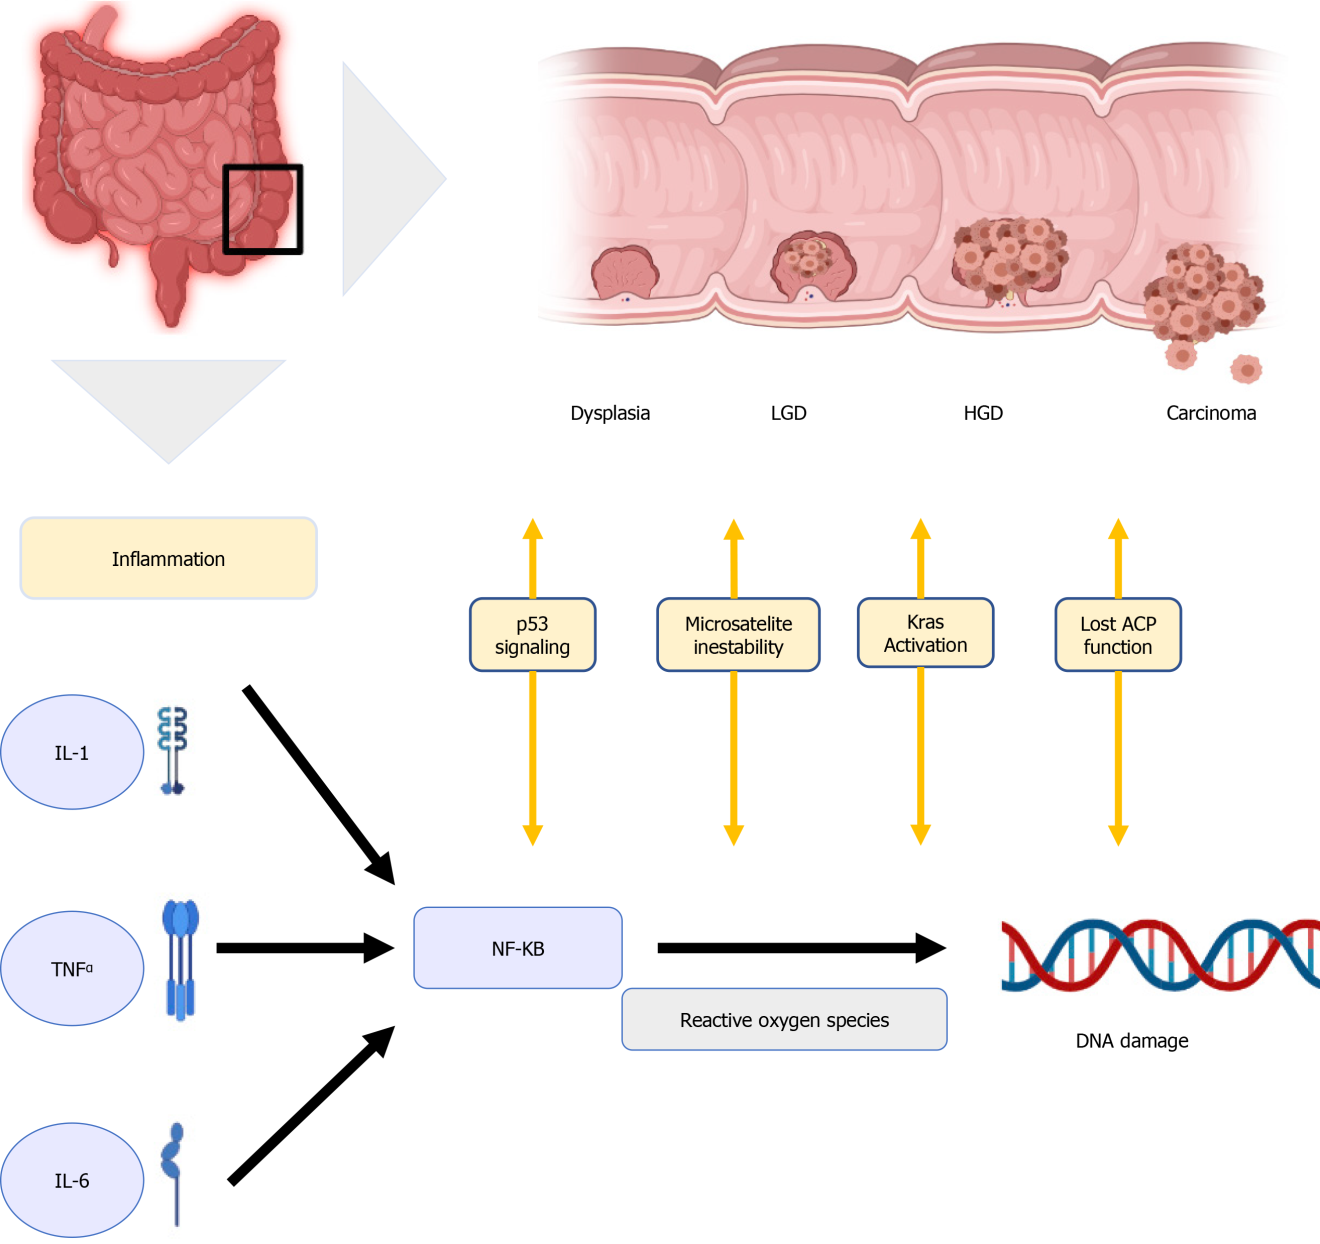 Dysplasia
LGD
HGD
Carcinoma
Inflammation
p53
signaling
Microsatelite
inestability
Kras
Activation
Lost ACP
function
IL-1
TNFα
NF-KB
Reactive oxygen species
DNA damage
IL-6